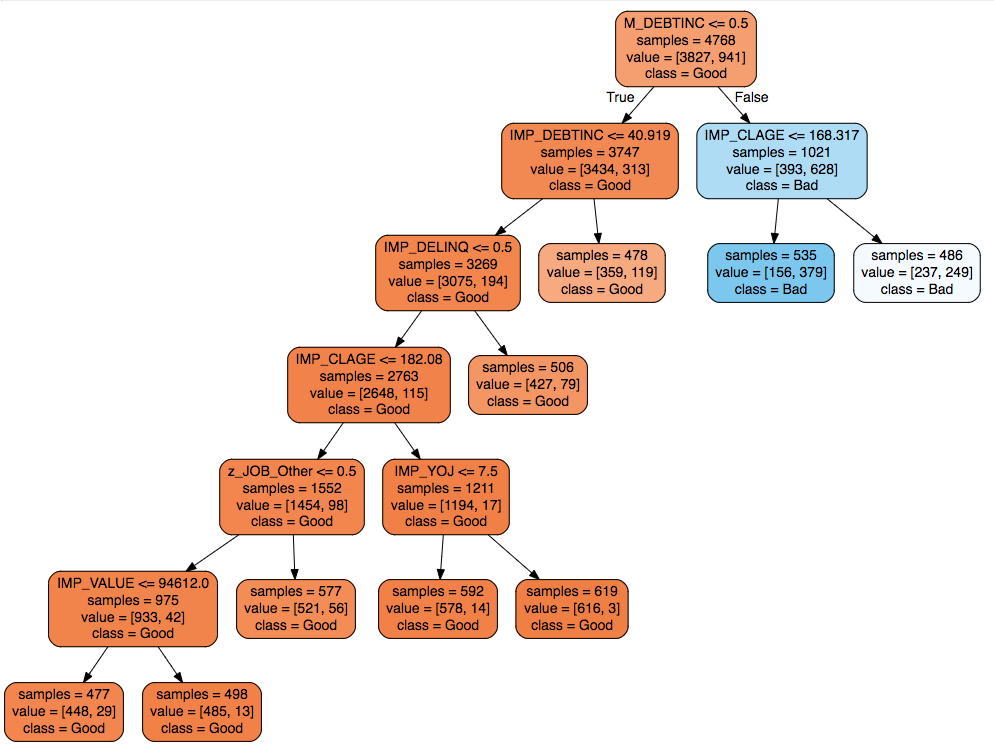 M_DEBTINC <= 0.5
samples = 4768
value = [3827, 941]
class = Good
True
False
IMP_DEBTINC <= 40.919
samples = 3747
value = [3434, 313]
class = Good
IMP_CLAGE <= 168.317
samples = 1021
value = [393, 628]
class = Bad
IMP_DELINQ <= 0.5
samples = 3269
value = [3075, 194]
class = Good
samples = 478
value = [359, 119]
class = Good
samples = 535
value = [156, 379]
class = Bad
samples = 486
value = [237, 249]
class = Bad
IMP_CLAGE <= 182.08
samples = 2763
value = [2648, 115]
class = Good
samples = 506
value = [427, 79]
class = Good
z_JOB_Other <= 0.5
samples = 1552
value = [1454, 98]
class = Good
IMP_YOJ <= 7.5
samples = 1211
value = [1194, 17]
class = Good
IMP_VALUE <= 94612.0
samples = 975
value = [933, 42]
class = Good
samples = 577
value = [521, 56]
class = Good
samples = 592
value = [578, 14]
class = Good
samples = 619
value = [616, 3]
class = Good
samples = 477
value = [448, 29]
class = Good
samples = 498
value = [485, 13]
class = Good